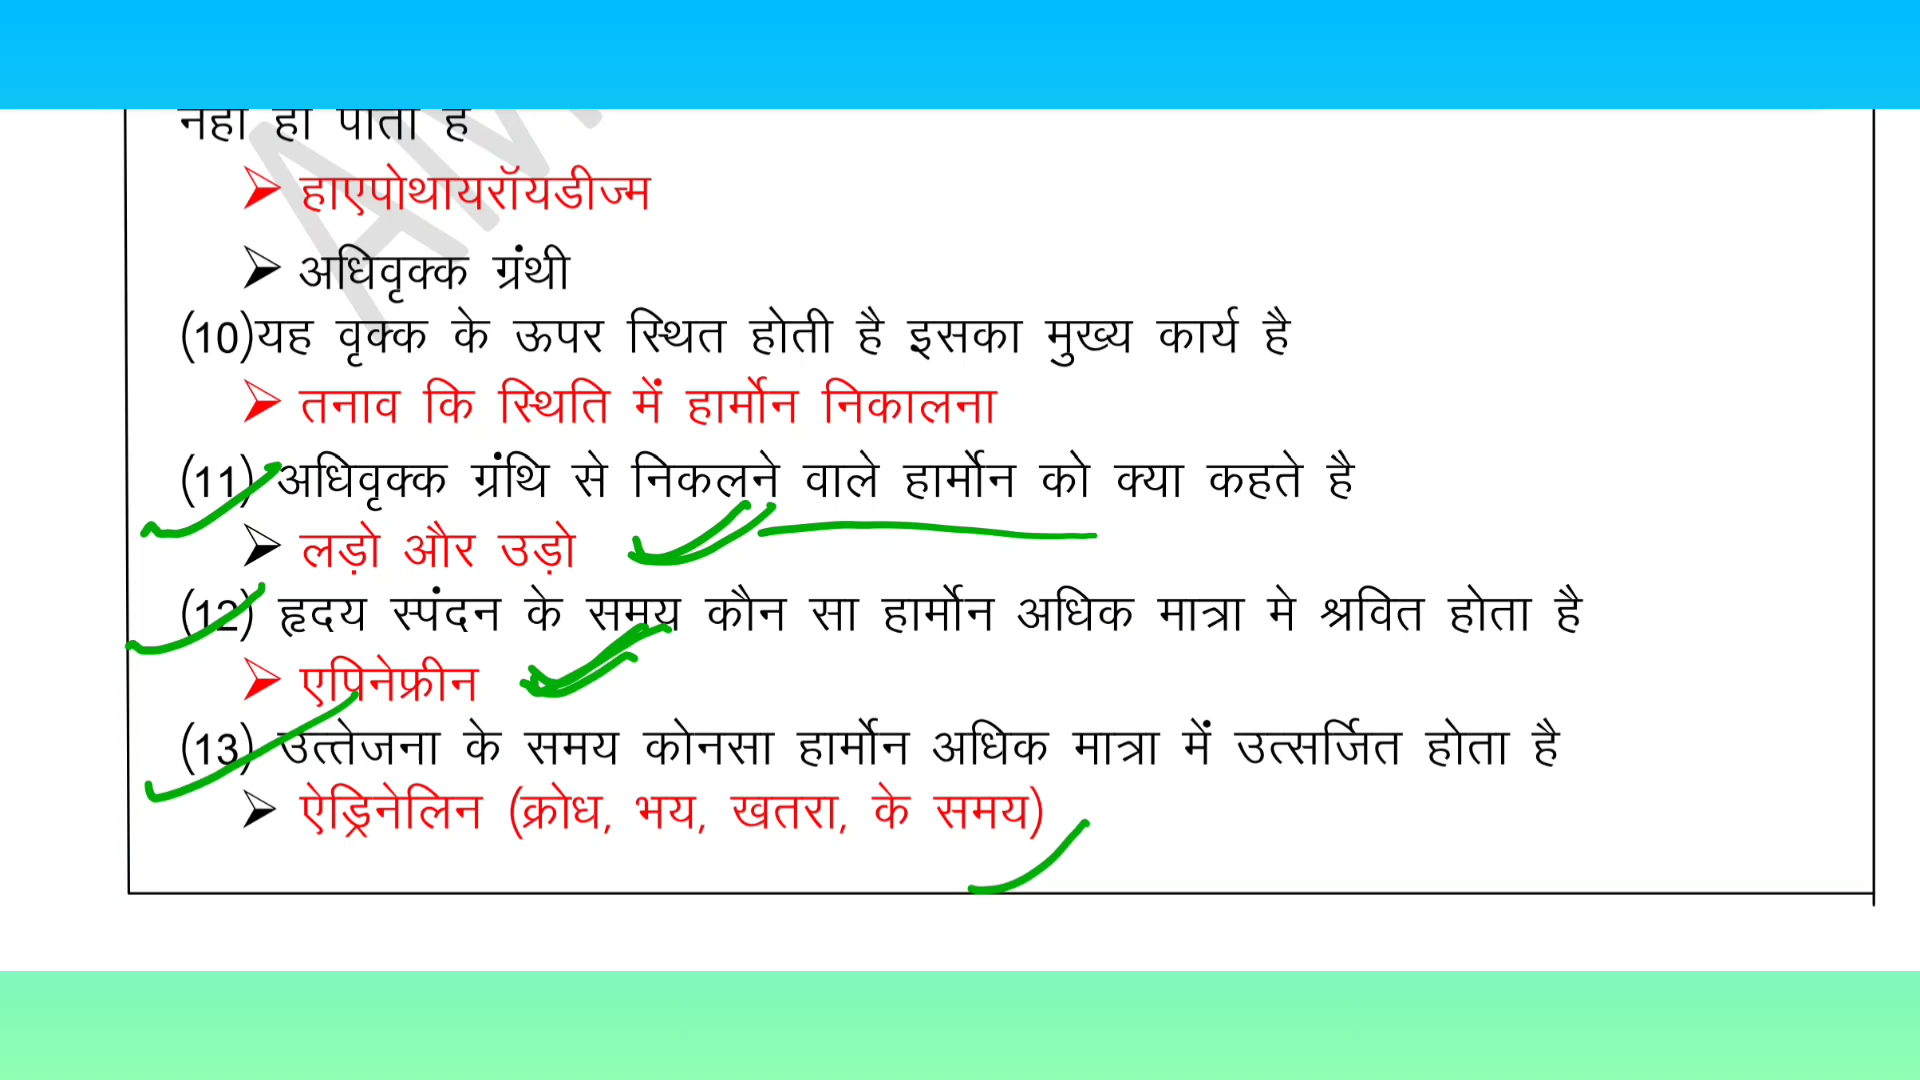 नहीं हो पाता है
हाएपोथायरॉयडीज्म
अधिवृक्क ग्रंथी
(10)यह वृक्क के ऊपर स्थित होती है इसका मुख्य कार्य है
तनाव कि स्थिति में हार्मोन निकालना
(11) अधिवृक्क ग्रंथि से निकलने वाले हार्मोन को क्या कहते है
लड़ो और उड़ो
(12) हृदय स्पंदन के समय कौन सा हार्मोन अधिक मात्रा मे श्रवित होता है
एपिनेफ्रीन
(13) उत्तेजना के समय कोनसा हार्मोन अधिक मात्रा में उत्सर्जित होता है
ऐड्रिनेलिन (क्रोध, भय, खतरा, के समय)